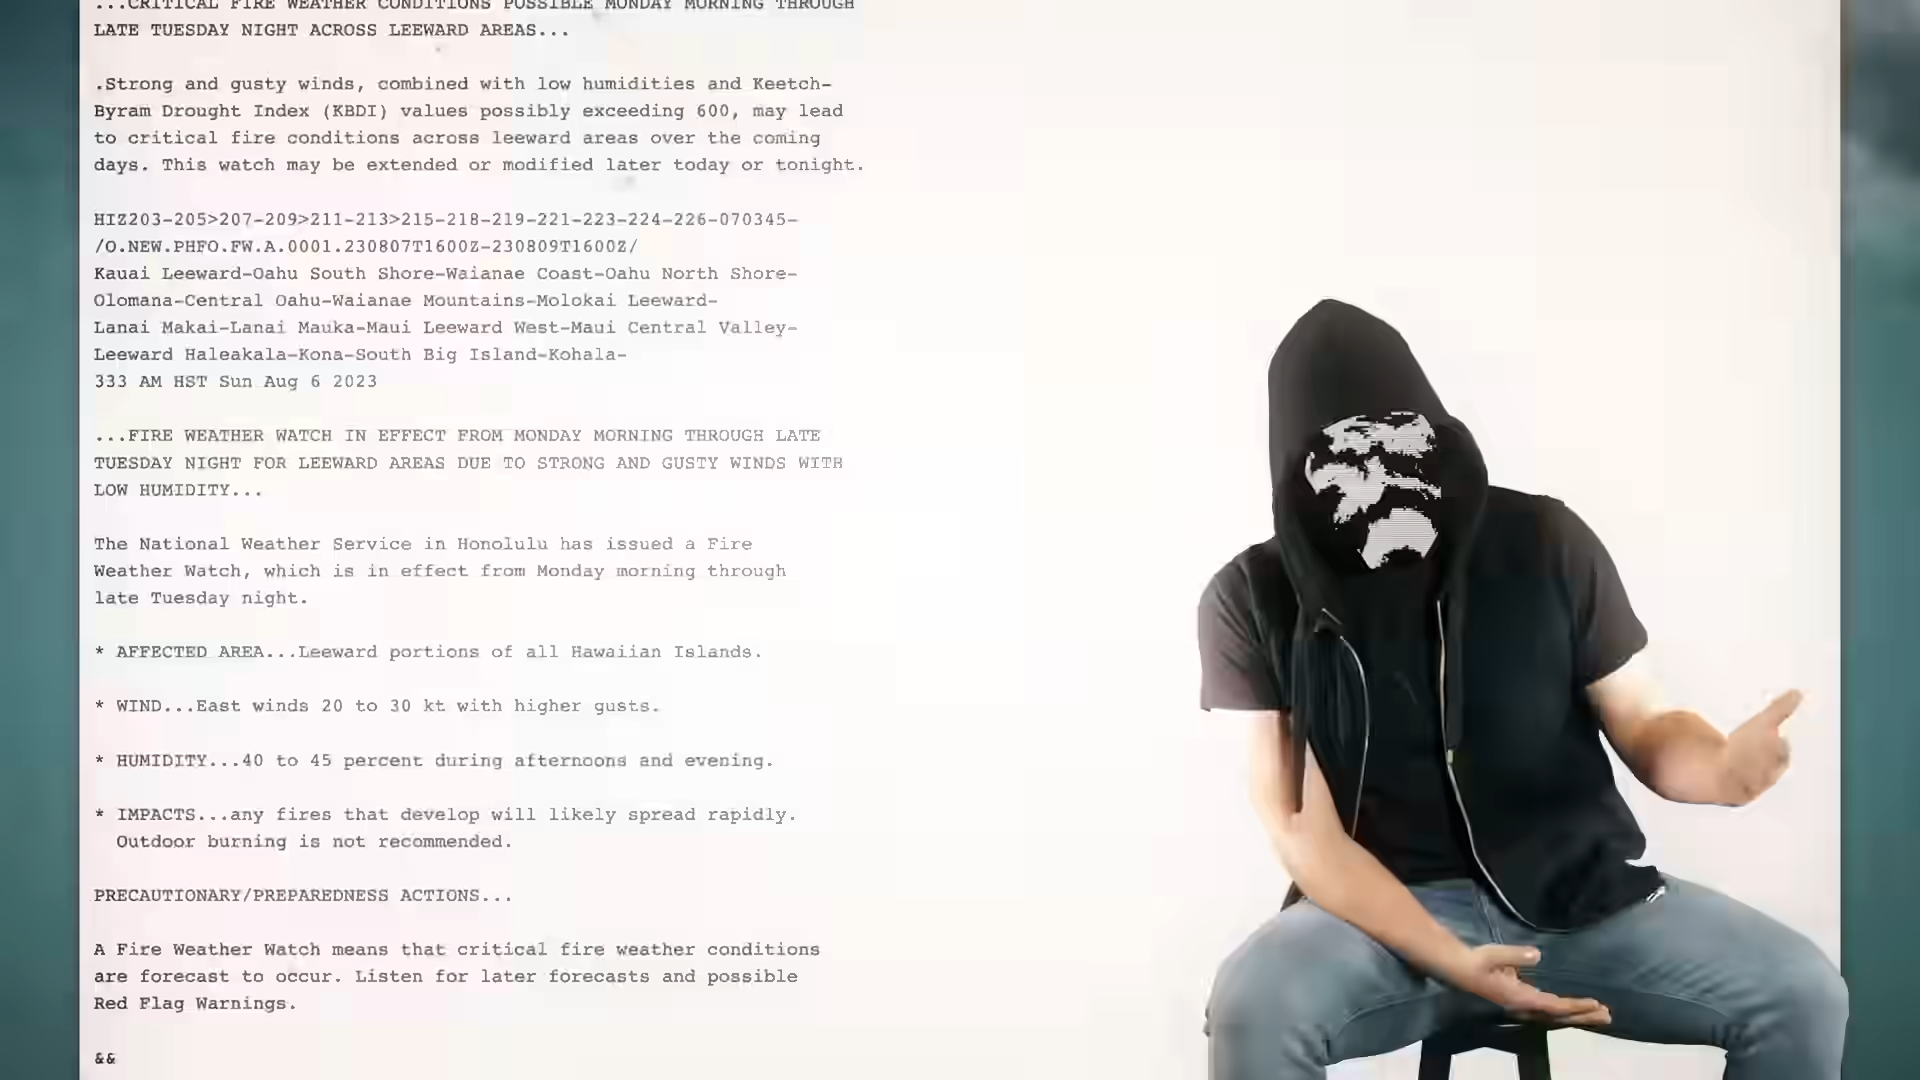 ...CRITICAL FIRE WEATHER CONDITIONS POSSIBLE MONDAY MORNING THROUGH
LATE TUESDAY NIGHT ACROSS LEEWARD AREAS...
.Strong and gusty winds, combined with low humidities and Keetch-
Byram Drought Index (KBDI) values possibly exceeding 600, may lead
to critical fire conditions across leeward areas over the coming
days. This watch may be extended or modified later today or tonight.
HIZ203-205>207-209>211-213>215-218-219-221-223-224-226-070345-
/O.NEW.PHFO.FW.A.0001.230807T1600Z-230809T1600Z/
Kauai Leeward-Oahu South Shore-Waianae Coast-Oahu North Shore-
Olomana-Central Oahu-Waianae Mountains-Molokai Leeward-
Lanai Makai-Lanai Mauka-Maui Leeward West-Maui Central Valley-
Leeward Haleakala-Kona-South Big Island-Kohala-
333 AM HST Sun Aug 6 2023
...FIRE WEATHER WATCH IN EFFECT FROM MONDAY MORNING THROUGH LATE
TUESDAY NIGHT FOR LEEWARD AREAS DUE TO STRONG AND GUSTY WINDS WITH
LOW HUMIDITY...
The National Weather Service in Honolulu has issued a Fire
Weather Watch, which is in effect from Monday morning through
late Tuesday night.
* AFFECTED AREA...Leeward portions of all Hawaiian Islands.
* WIND...East winds 20 to 30 kt with higher gusts.
* HUMIDITY...40 to 45 percent during afternoons and evening.
* IMPACTS...any fires that develop will likely spread rapidly.
Outdoor burning is not recommended.
PRECAUTIONARY/PREPAREDNESS ACTIONS...
A Fire Weather Watch means that critical fire weather conditions
are forecast to occur. Listen for later forecasts and possible
Red Flag Warnings.
&&